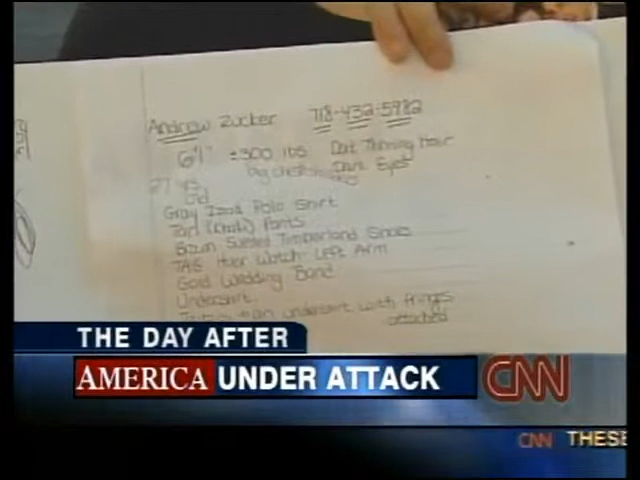 Andrew Zucker 718-432-5982
6'1" ±300 lbs Dark Thinning Hair
Dark Eyes
27 yrs
old
Gray Izod Polo Shirt
Tan (Khaki) Pants
Brown Sueded Timberland Shoes
TAG Huer Watch - Left Arm
Gold Wedding Band
Undershirt
undershirt with fringes
attached
THE DAY AFTER
AMERICA UNDER ATTACK CNN
CNN THESE